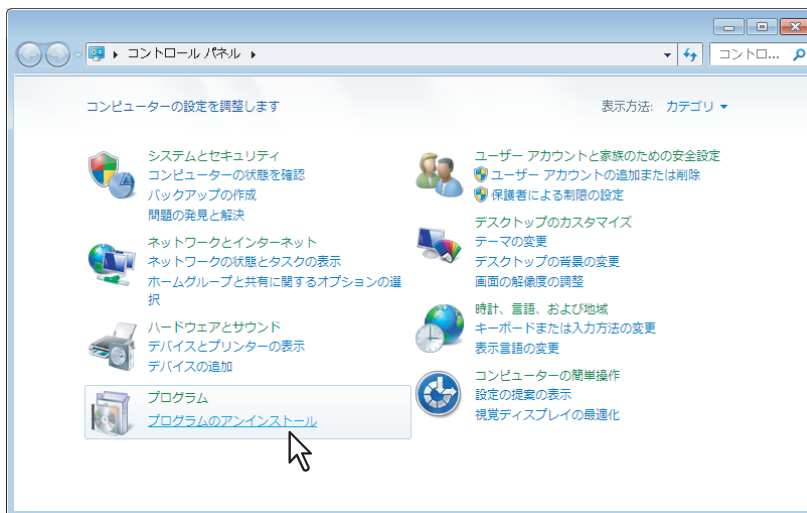 コントロール パネル
コントロ...
コンピューターの設定を調整します
表示方法: カテゴリ
システムとセキュリティ
コンピューターの状態を確認
バックアップの作成
問題の発見と解決
ネットワークとインターネット
ネットワークの状態とタスクの表示
ホームグループと共有に関するオプションの選
択
ハードウェアとサウンド
デバイスとプリンターの表示
デバイスの追加
プログラム
プログラムのアンインストール
ユーザー アカウントと家族のための安全設定
ユーザー アカウントの追加または削除
保護者による制限の設定
デスクトップのカスタマイズ
テーマの変更
デスクトップの背景の変更
画面の解像度の調整
時計、言語、および地域
キーボードまたは入力方法の変更
表示言語の変更
コンピューターの簡単操作
設定の提案の表示
視覚ディスプレイの最適化